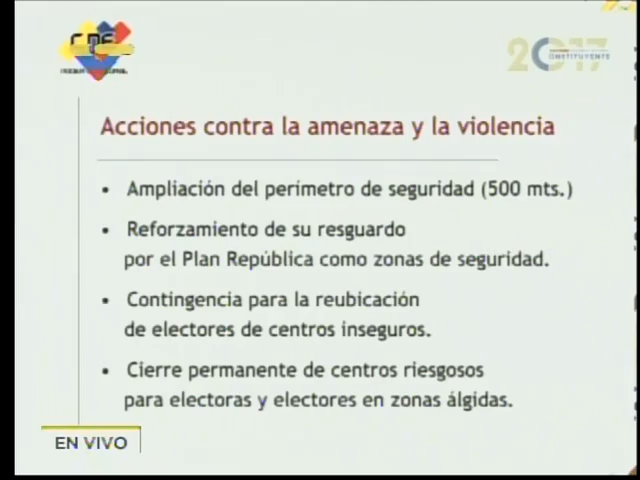 CNE
2017
CONSTITUYENTE
Acciones contra la amenaza y la violencia
• Ampliación del perímetro de seguridad (500 mts.)
• Reforzamiento de su resguardo
por el Plan República como zonas de seguridad.
• Contingencia para la reubicación
de electores de centros inseguros.
• Cierre permanente de centros riesgosos
para electoras y electores en zonas álgidas.
EN VIVO